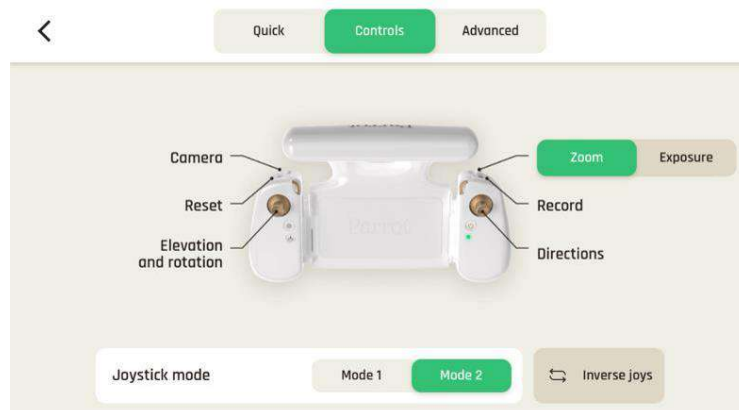 Quick
Controls
Advanced
Camera
Zoom
Exposure
Reset
Record
Elevation
and rotation
Directions
Parrot
Joystick mode
Mode 1
Mode 2
Inverse joys